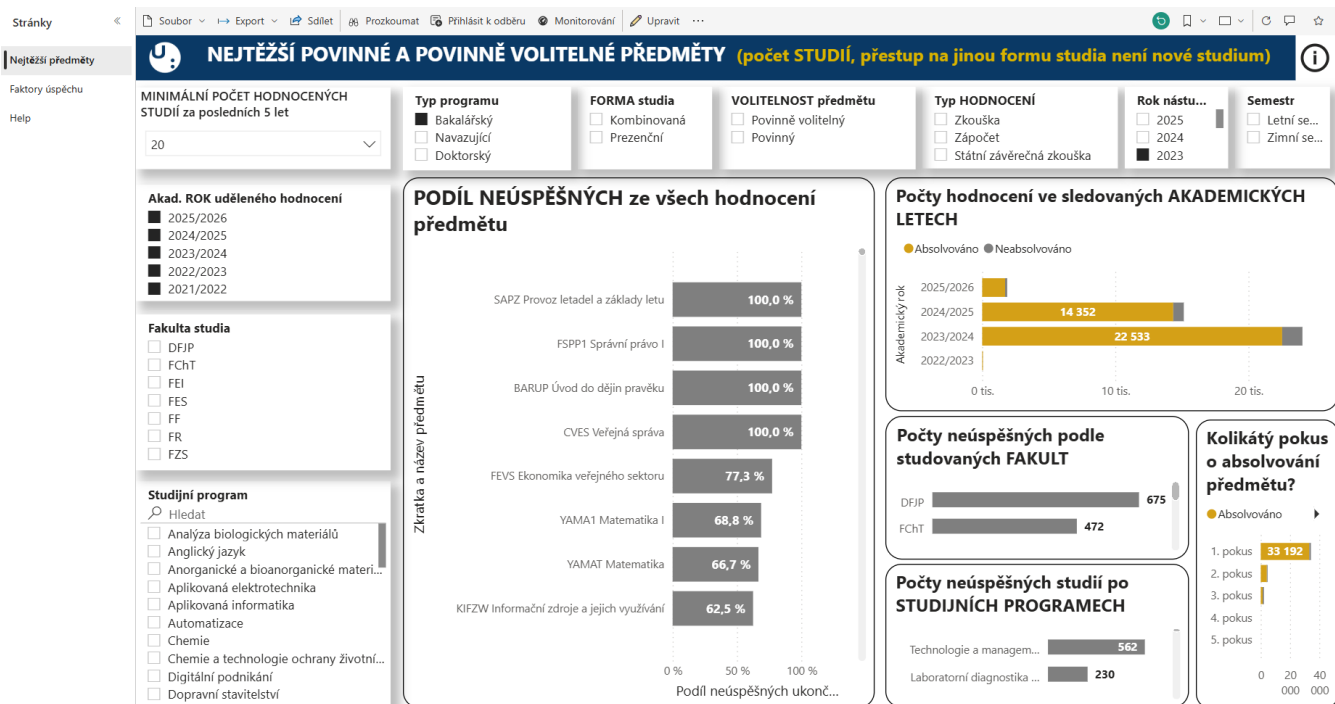 Stránky
Nejtěžší předměty
Faktory úspěchu
Help
Soubor
Export
Sdílet
Prozkoumat
Přihlásit k odběru
Monitorování
Upravit
NEJTĚŽŠÍ POVINNÉ A POVINNĚ VOLITELNÉ PŘEDMĚTY (počet STUDIÍ, přestup na jinou formu studia není nové studium)
MINIMÁLNÍ POČET HODNOCENÝCH
STUDIÍ za posledních 5 let
20
Typ programu
Bakalářský
Navazující
Doktorský
FORMA studia
Kombinovaná
Prezenční
VOLITELNOST předmětu
Povinně volitelný
Povinný
Typ HODNOCENÍ
Zkouška
Zápočet
Státní závěrečná zkouška
Rok nástu...
2025
2024
2023
Semestr
Letní se...
Zimní se...
Akad. ROK uděleného hodnocení
2025/2026
2024/2025
2023/2024
2022/2023
2021/2022
Fakulta studia
DFJP
FChT
FEI
FES
FF
FR
FZS
Studijní program
Hledat
Analýza biologických materiálů
Anglický jazyk
Anorganické a bioanorganické materi...
Aplikovaná elektrotechnika
Aplikovaná informatika
Automatizace
Chemie
Chemie a technologie ochrany životní...
Digitální podnikání
Dopravní stavitelství
PODÍL NEÚSPĚŠNÝCH ze všech hodnocení
předmětu
Zkratka a název předmětu
SAPZ Provoz letadel a základy letu 100,0 %
FSPP1 Správní právo I 100,0 %
BARUP Úvod do dějin pravěku 100,0 %
CVES Veřejná správa 100,0 %
FEVS Ekonomika veřejného sektoru 77,3 %
YAMA1 Matematika I 68,8 %
YAMAT Matematika 66,7 %
KIFZW Informační zdroje a jejich využívání 62,5 %
0 % 50 % 100 %
Podíl neúspěšných ukonč...
Počty hodnocení ve sledovaných AKADEMICKÝCH
LETECH
Absolvováno Neabsolvováno
Akademický rok
2025/2026
2024/2025 14 352
2023/2024 22 533
2022/2023
0 tis. 10 tis. 20 tis.
Počty neúspěšných podle
studovaných FAKULT
DFJP 675
FChT 472
Počty neúspěšných studií po
STUDIJNÍCH PROGRAMECH
Technologie a managem... 562
Laboratorní diagnostika ... 230
Kolikátý pokus
o absolvování
předmětu?
Absolvováno
1. pokus 33 192
2. pokus
3. pokus
4. pokus
5. pokus
0 20 40
000 000